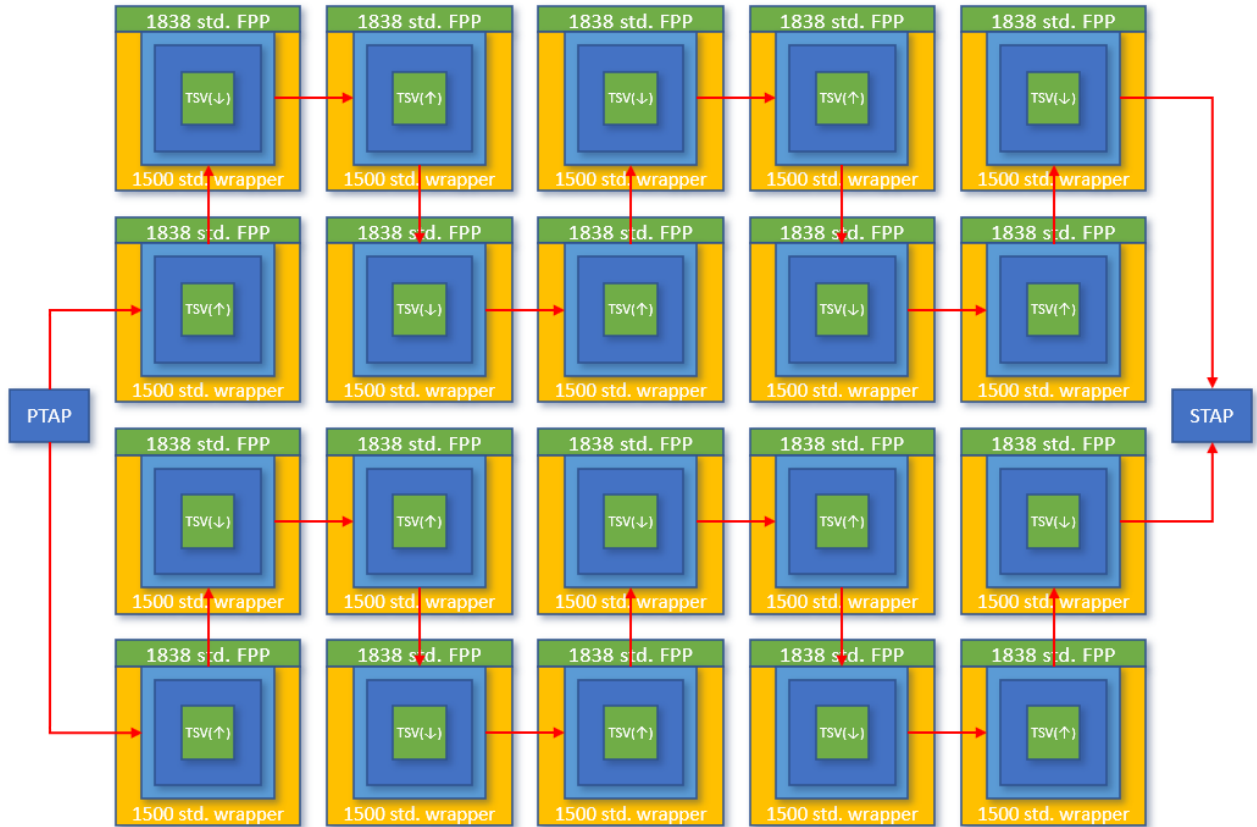 1838 std. FPP
TSV(↓)
1500 std. wrapper
1838 std. FPP
TSV(↑)
1500 std. wrapper
1838 std. FPP
TSV(↓)
1500 std. wrapper
1838 std. FPP
TSV(↑)
1500 std. wrapper
1838 std. FPP
TSV(↓)
1500 std. wrapper
1838 std. FPP
TSV(↑)
1500 std. wrapper
1838 std. FPP
TSV(↓)
1500 std. wrapper
1838 std. FPP
TSV(↑)
1500 std. wrapper
1838 std. FPP
TSV(↓)
1500 std. wrapper
1838 std. FPP
TSV(↑)
1500 std. wrapper
PTAP
STAP
1838 std. FPP
TSV(↓)
1500 std. wrapper
1838 std. FPP
TSV(↑)
1500 std. wrapper
1838 std. FPP
TSV(↓)
1500 std. wrapper
1838 std. FPP
TSV(↑)
1500 std. wrapper
1838 std. FPP
TSV(↓)
1500 std. wrapper
1838 std. FPP
TSV(↑)
1500 std. wrapper
1838 std. FPP
TSV(↓)
1500 std. wrapper
1838 std. FPP
TSV(↑)
1500 std. wrapper
1838 std. FPP
TSV(↓)
1500 std. wrapper
1838 std. FPP
TSV(↑)
1500 std. wrapper